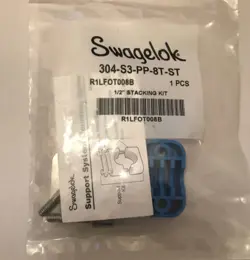 Swagelok
304-S3-PP-8T-ST
R1LFOT008B
1 PCS
1/2" STACKING KIT
R1LFOT008B
Swagelok
Support System